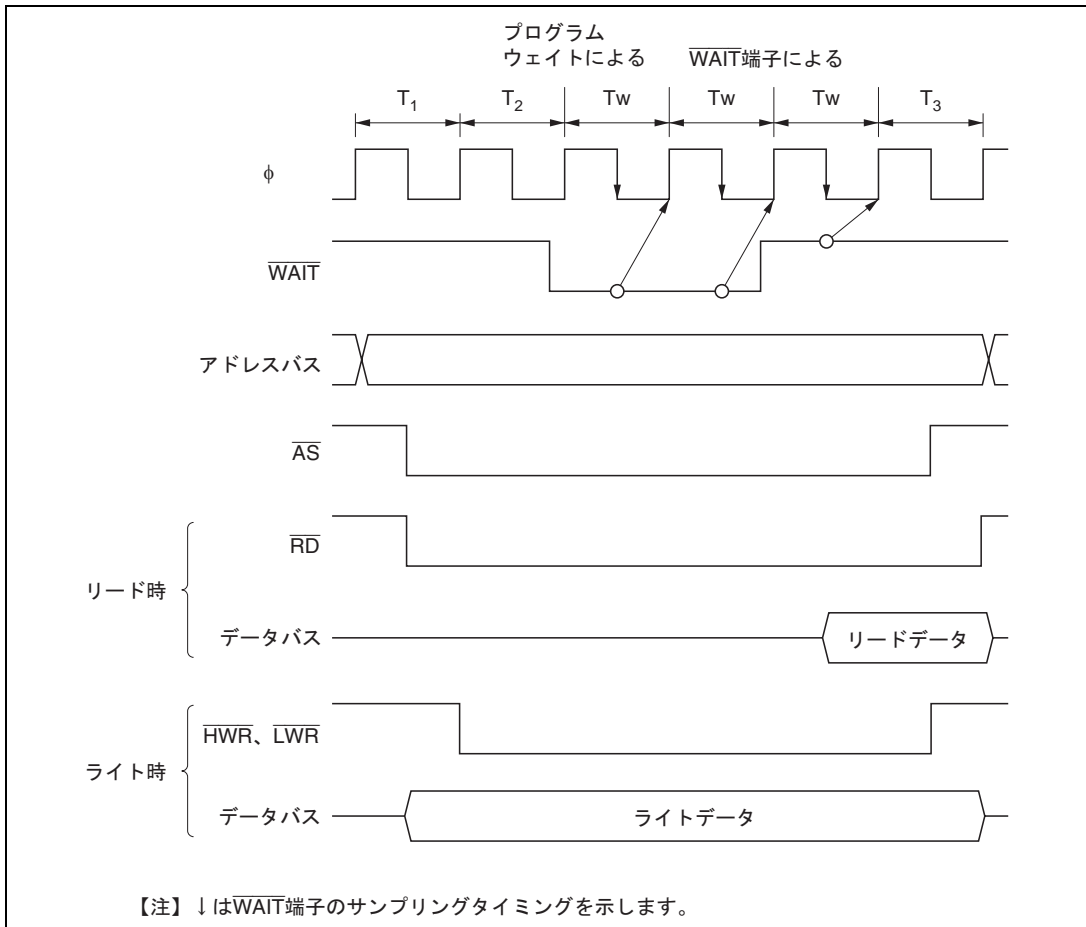 プログラム
ウェイトによる
WAIT端子による
T1 T2 Tw Tw Tw T3
φ
WAIT
アドレスバス
AS
RD
リード時
データバス
リードデータ
HWR、LWR
ライト時
データバス
ライトデータ
【注】 ↓はWAIT端子のサンプリングタイミングを示します。